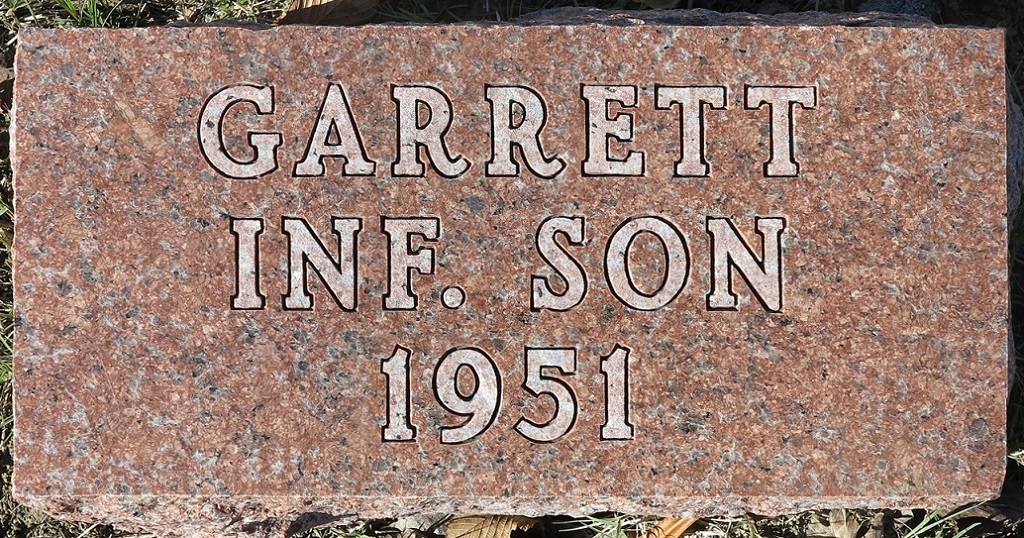 GARRETT
INF. SON
1951